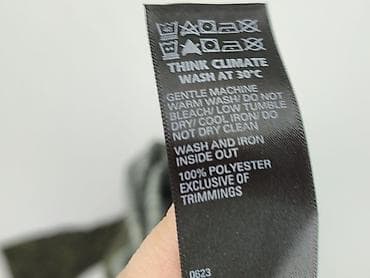 THINK CLIMATE
WASH AT 30°C
GENTLE MACHINE
WARM WASH/ DO NOT
BLEACH/ LOW TUMBLE
DRY/ COOL IRON/ DO
NOT DRY CLEAN
WASH AND IRON
INSIDE OUT
100% POLYESTER
EXCLUSIVE OF
TRIMMINGS
0623